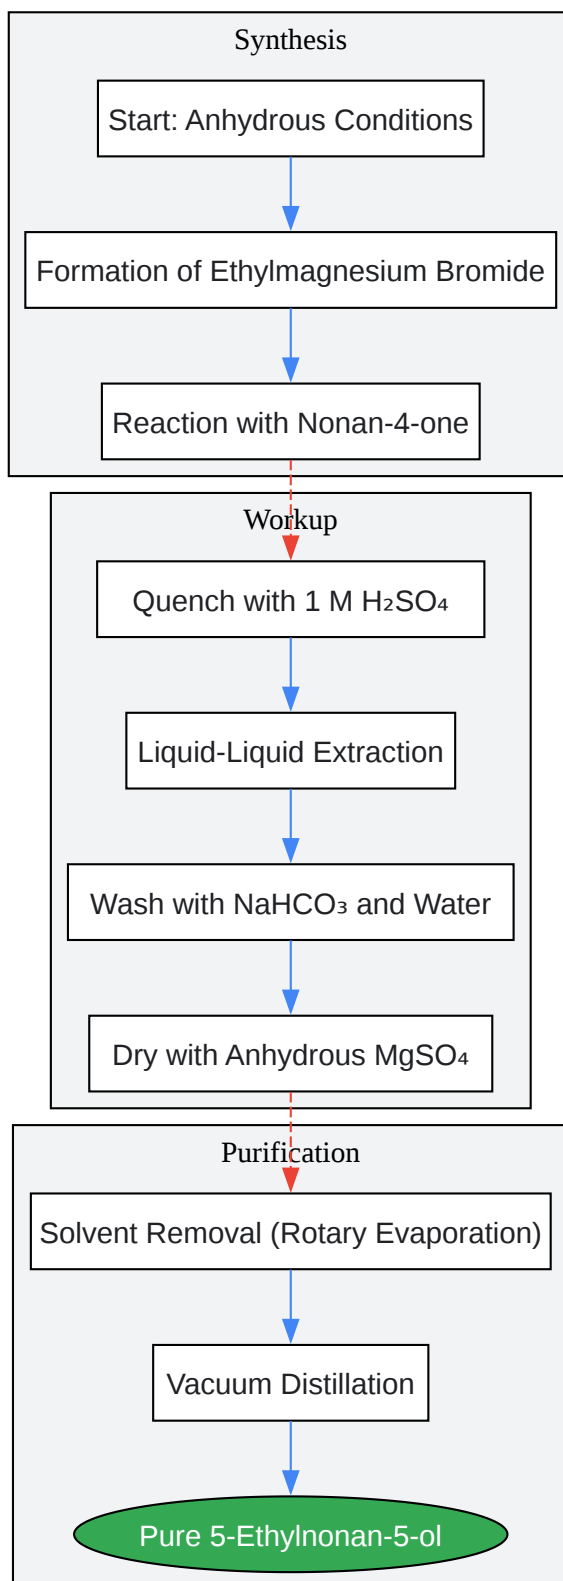 Synthesis
Start: Anhydrous Conditions
Formation of Ethylmagnesium Bromide
Reaction with Nonan-4-one
Workup
Quench with 1 M H₂SO₄
Liquid-Liquid Extraction
Wash with NaHCO₃ and Water
Dry with Anhydrous MgSO₄
Purification
Solvent Removal (Rotary Evaporation)
Vacuum Distillation
Pure 5-Ethylnonan-5-ol